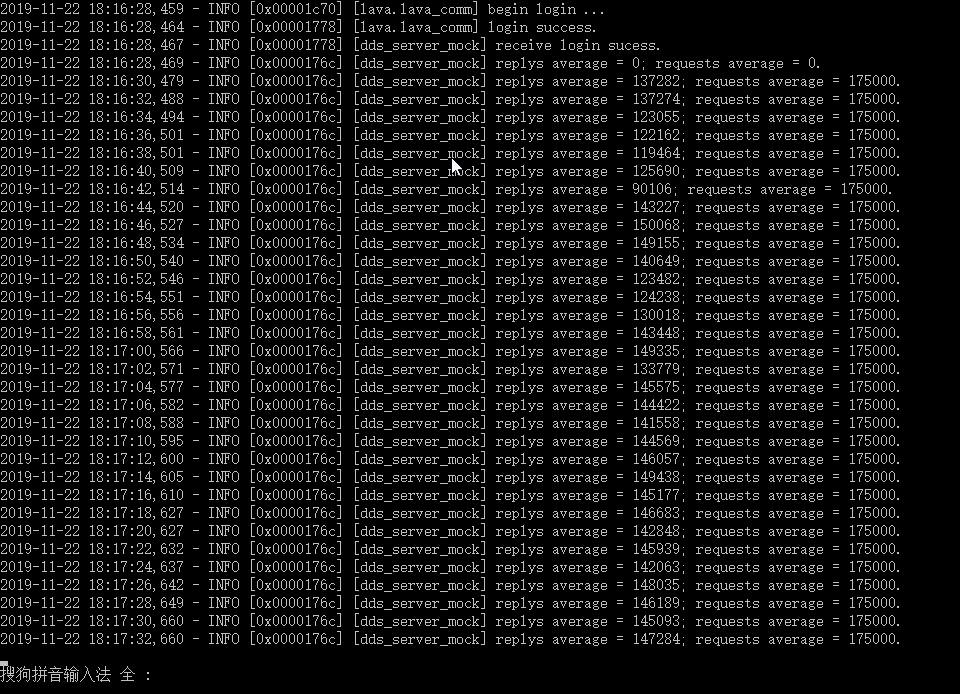 2019-11-22 18:16:28,459 - INFO [0x00001c70] [lava.lava_comm] begin login ...
2019-11-22 18:16:28,464 - INFO [0x00001778] [lava.lava_comm] login success.
2019-11-22 18:16:28,467 - INFO [0x00001778] [dds_server_mock] receive login sucess.
2019-11-22 18:16:28,469 - INFO [0x0000176c] [dds_server_mock] replys average = 0; requests average = 0.
2019-11-22 18:16:30,479 - INFO [0x0000176c] [dds_server_mock] replys average = 137282; requests average = 175000.
2019-11-22 18:16:32,488 - INFO [0x0000176c] [dds_server_mock] replys average = 137274; requests average = 175000.
2019-11-22 18:16:34,494 - INFO [0x0000176c] [dds_server_mock] replys average = 123055; requests average = 175000.
2019-11-22 18:16:36,501 - INFO [0x0000176c] [dds_server_mock] replys average = 122162; requests average = 175000.
2019-11-22 18:16:38,501 - INFO [0x0000176c] [dds_server_mock] replys average = 119464; requests average = 175000.
2019-11-22 18:16:40,509 - INFO [0x0000176c] [dds_server_mock] replys average = 125690; requests average = 175000.
2019-11-22 18:16:42,514 - INFO [0x0000176c] [dds_server_mock] replys average = 90106; requests average = 175000.
2019-11-22 18:16:44,520 - INFO [0x0000176c] [dds_server_mock] replys average = 143227; requests average = 175000.
2019-11-22 18:16:46,527 - INFO [0x0000176c] [dds_server_mock] replys average = 150068; requests average = 175000.
2019-11-22 18:16:48,534 - INFO [0x0000176c] [dds_server_mock] replys average = 149155; requests average = 175000.
2019-11-22 18:16:50,540 - INFO [0x0000176c] [dds_server_mock] replys average = 140649; requests average = 175000.
2019-11-22 18:16:52,546 - INFO [0x0000176c] [dds_server_mock] replys average = 123482; requests average = 175000.
2019-11-22 18:16:54,551 - INFO [0x0000176c] [dds_server_mock] replys average = 124238; requests average = 175000.
2019-11-22 18:16:56,556 - INFO [0x0000176c] [dds_server_mock] replys average = 130018; requests average = 175000.
2019-11-22 18:16:58,561 - INFO [0x0000176c] [dds_server_mock] replys average = 143448; requests average = 175000.
2019-11-22 18:17:00,566 - INFO [0x0000176c] [dds_server_mock] replys average = 149335; requests average = 175000.
2019-11-22 18:17:02,571 - INFO [0x0000176c] [dds_server_mock] replys average = 133779; requests average = 175000.
2019-11-22 18:17:04,577 - INFO [0x0000176c] [dds_server_mock] replys average = 145575; requests average = 175000.
2019-11-22 18:17:06,582 - INFO [0x0000176c] [dds_server_mock] replys average = 144422; requests average = 175000.
2019-11-22 18:17:08,588 - INFO [0x0000176c] [dds_server_mock] replys average = 141558; requests average = 175000.
2019-11-22 18:17:10,595 - INFO [0x0000176c] [dds_server_mock] replys average = 144569; requests average = 175000.
2019-11-22 18:17:12,600 - INFO [0x0000176c] [dds_server_mock] replys average = 146057; requests average = 175000.
2019-11-22 18:17:14,605 - INFO [0x0000176c] [dds_server_mock] replys average = 149438; requests average = 175000.
2019-11-22 18:17:16,610 - INFO [0x0000176c] [dds_server_mock] replys average = 145177; requests average = 175000.
2019-11-22 18:17:18,627 - INFO [0x0000176c] [dds_server_mock] replys average = 146683; requests average = 175000.
2019-11-22 18:17:20,627 - INFO [0x0000176c] [dds_server_mock] replys average = 142848; requests average = 175000.
2019-11-22 18:17:22,632 - INFO [0x0000176c] [dds_server_mock] replys average = 145939; requests average = 175000.
2019-11-22 18:17:24,637 - INFO [0x0000176c] [dds_server_mock] replys average = 142063; requests average = 175000.
2019-11-22 18:17:26,642 - INFO [0x0000176c] [dds_server_mock] replys average = 148035; requests average = 175000.
2019-11-22 18:17:28,649 - INFO [0x0000176c] [dds_server_mock] replys average = 146189; requests average = 175000.
2019-11-22 18:17:30,660 - INFO [0x0000176c] [dds_server_mock] replys average = 145093; requests average = 175000.
2019-11-22 18:17:32,660 - INFO [0x0000176c] [dds_server_mock] replys average = 147284; requests average = 175000.
搜狗拼音输入法 全 :